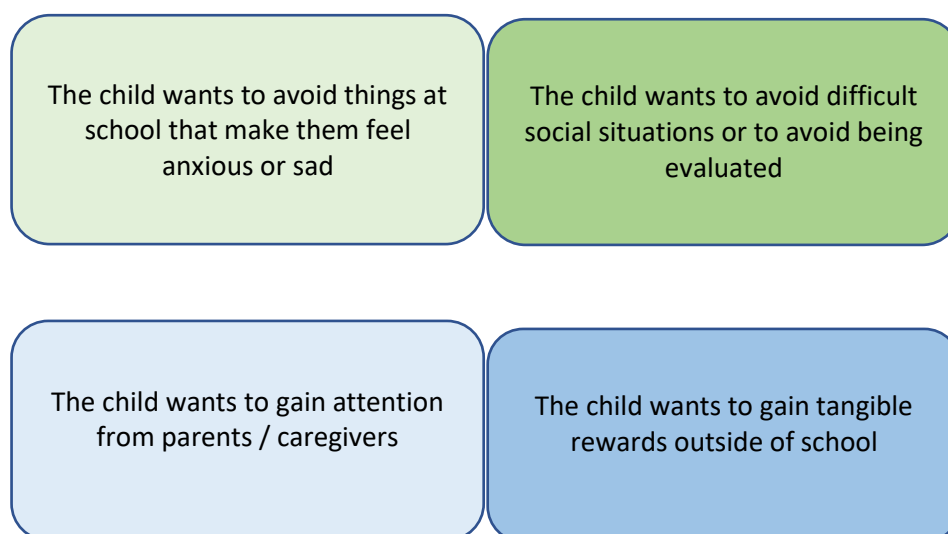 The child wants to avoid things at
school that make them feel
anxious or sad
The child wants to avoid difficult
social situations or to avoid being
evaluated
The child wants to gain attention
from parents / caregivers
The child wants to gain tangible
rewards outside of school